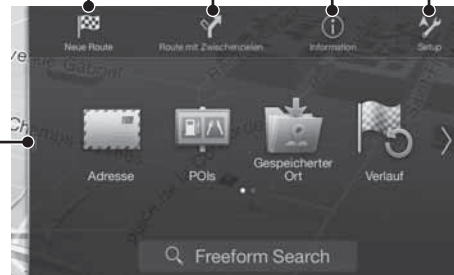 Neue Route
Route mit Zwischenzielen
Information
Setup
Adresse
POIs
Gespeicherter
Ort
Verlauf
Freeform Search